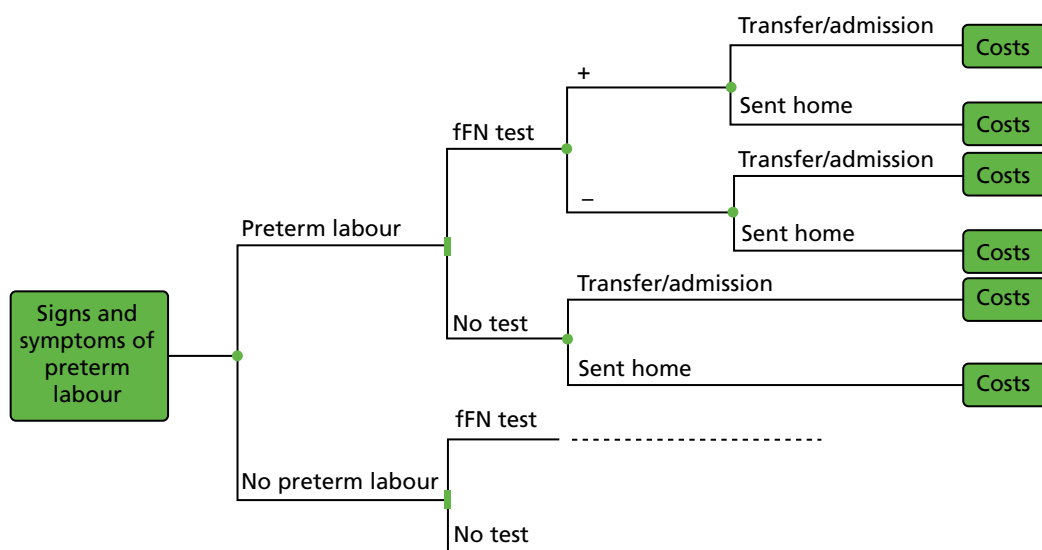 Transfer/admission
Costs
+
Sent home
Costs
fFN test
Transfer/admission
Costs
–
Sent home
Costs
Preterm labour
Transfer/admission
Costs
No test
Sent home
Costs
Signs and
symptoms of
preterm
labour
fFN test
No preterm labour
No test